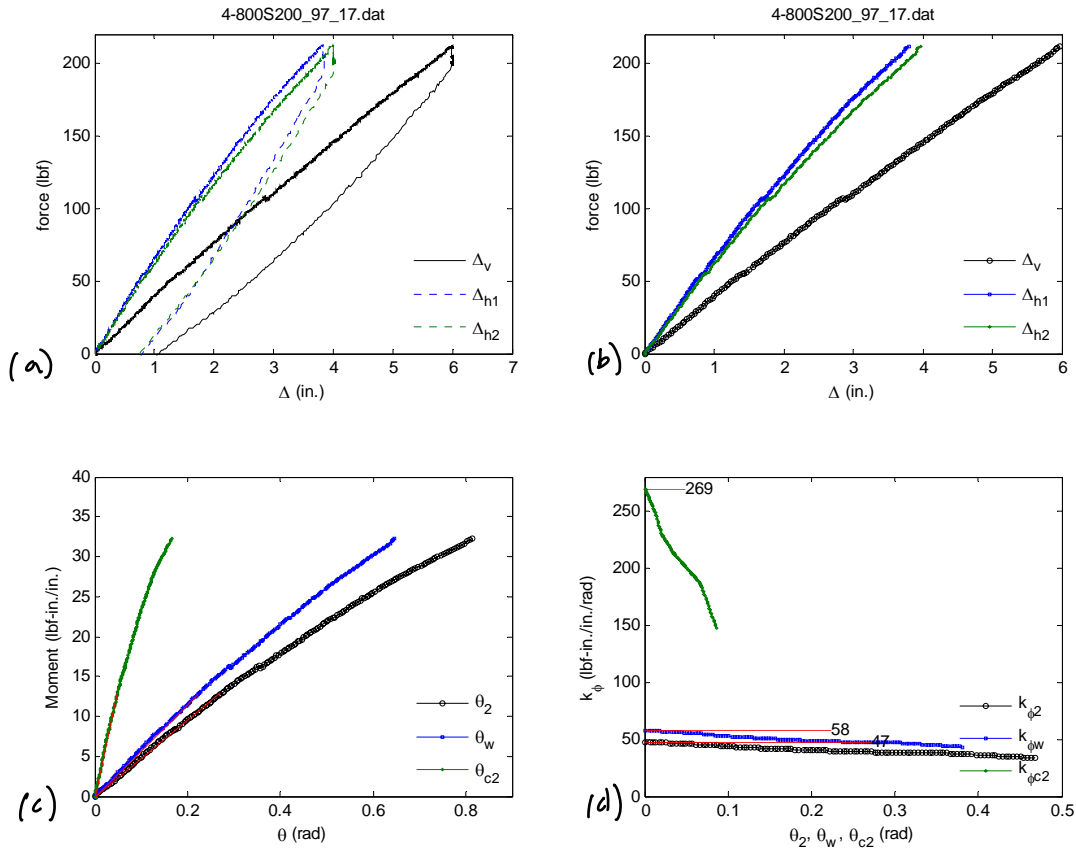 4-800S200_97_17.dat
force (lbf)
200
150
100
50
0
Δv
Δh1
Δh2
0 1 2 3 4 5 6 7
Δ (in.)
(a)
4-800S200_97_17.dat
force (lbf)
200
150
100
50
0
Δv
Δh1
Δh2
0 1 2 3 4 5 6
Δ (in.)
(b)
Moment (lbf-in./in.)
40
35
30
25
20
15
10
5
0
θ2
θw
θc2
0 0.2 0.4 0.6 0.8
θ (rad)
(c)
kϕ (lbf-in./in./rad)
250
200
150
100
50
0
269
58
47
kϕ2
kϕw
kϕc2
0 0.1 0.2 0.3 0.4 0.5
θ2, θw, θc2 (rad)
(d)